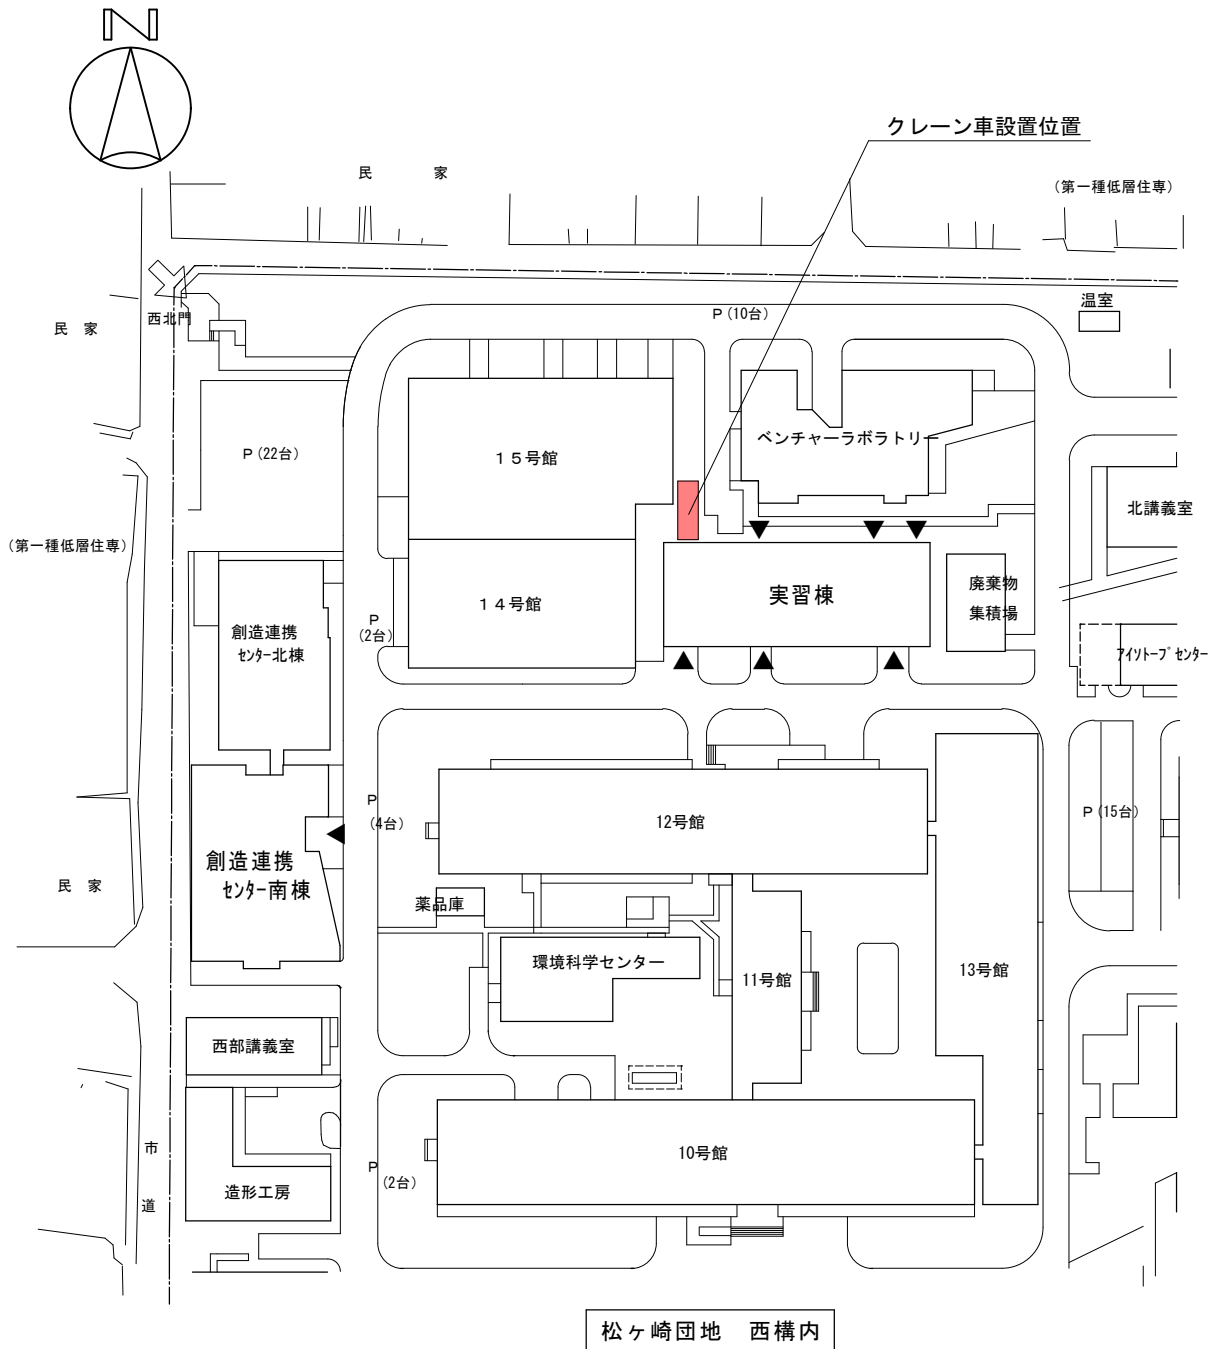 N
クレーン車設置位置
民　　家
(第一種低層住専)
温室
西北門
P (10台)
民 家
ベンチャーラボラトリー
P (22台)
１５号館
北講義室
(第一種低層住専)
廃棄物
集積場
実習棟
１４号館
P
(2台)
創造連携
ｾﾝﾀｰ北棟
ｱｲｿﾄｰﾌﾟｾﾝﾀｰ
P
(4台)
12号館
P (15台)
創造連携
ｾﾝﾀｰ南棟
民 家
薬品庫
環境科学センター
11号館
13号館
西部講義室
市
道
10号館
P
(2台)
造形工房
松ヶ崎団地　西構内